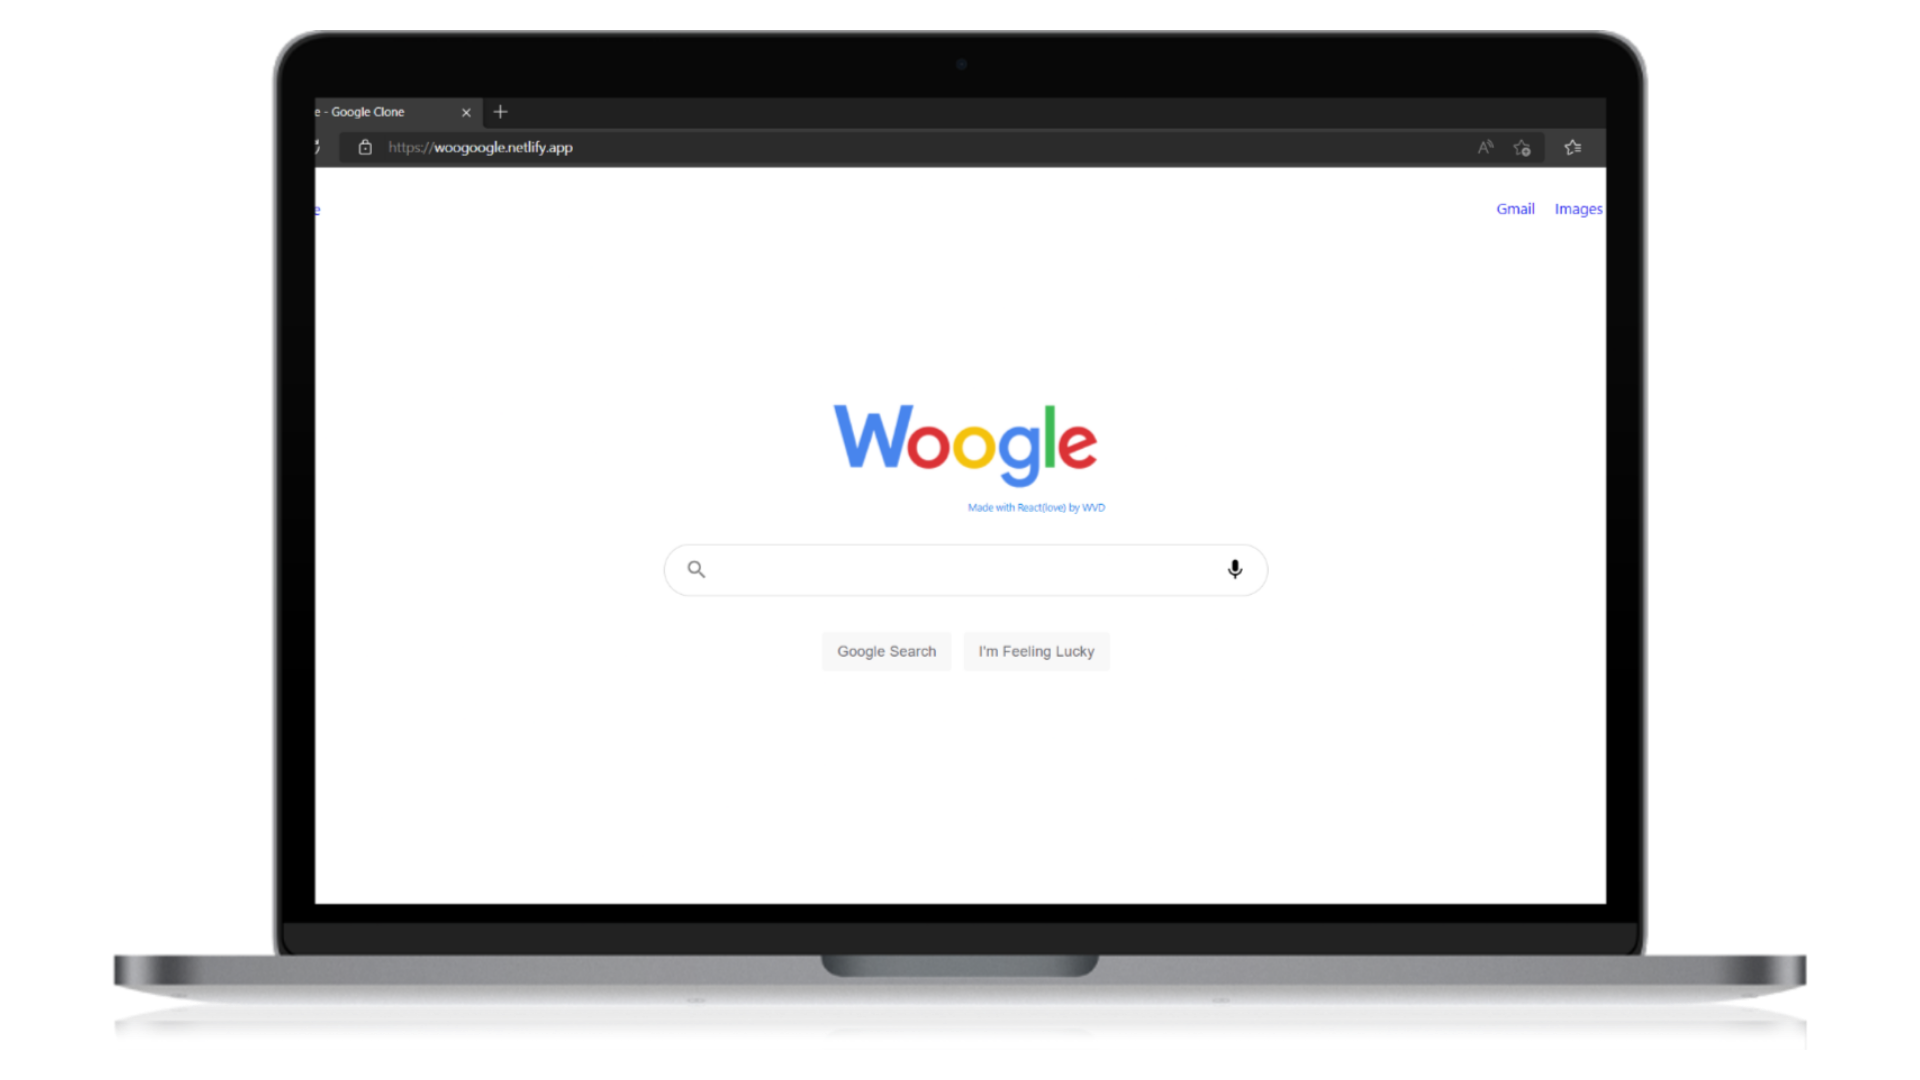 e - Google Clone
https://woogoogle.netlify.app
e
Gmail Images
Woogle
Made with React(love) by WVD
Google Search I'm Feeling Lucky